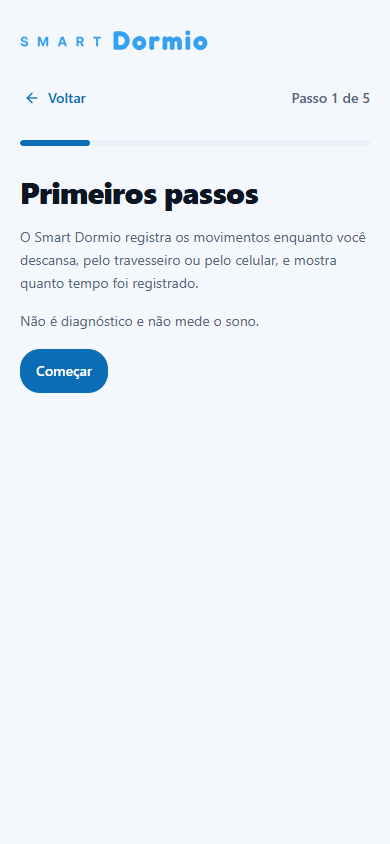 SMART Dormio
Voltar
Passo 1 de 5
Primeiros passos
O Smart Dormio registra os movimentos enquanto você
descansa, pelo travesseiro ou pelo celular, e mostra
quanto tempo foi registrado.
Não é diagnóstico e não mede o sono.
Começar